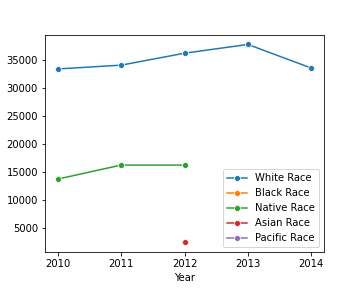 35000
30000
25000
20000
15000
10000
5000
2010 2011 2012 2013 2014
Year
White Race
Black Race
Native Race
Asian Race
Pacific Race